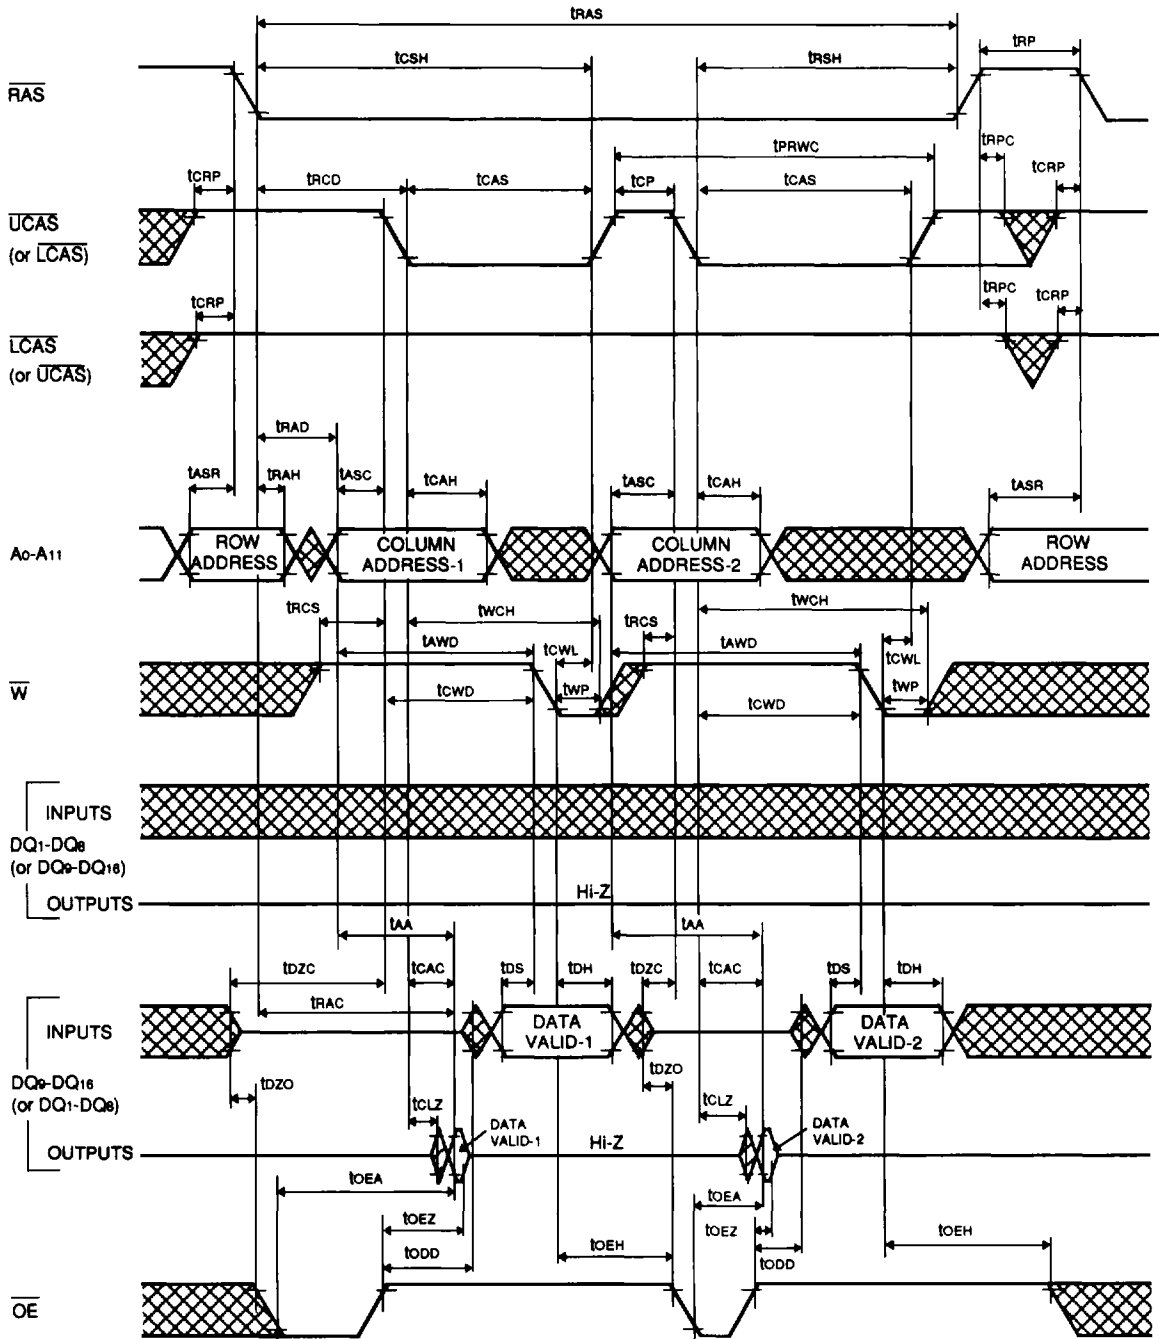 tRAS
tRP
tCSH
tRSH
RAS
tPRWC
tRPC
tCRP
tCRP
tRCD
tCAS
tCP
tCAS
UCAS
(or LCAS)
tCRP
tRPC
tCRP
LCAS
(or UCAS)
tRAD
tASR
tRAH
tASC
tCAH
tASC
tCAH
tASR
A0-A11
ROW
ADDRESS
COLUMN
ADDRESS-1
COLUMN
ADDRESS-2
ROW
ADDRESS
tRCS
tWCH
tRCS
tWCH
tAWD
tCWL
tAWD
tCWL
W
tCWD
tWP
tCWD
tWP
INPUTS
DQ1-DQ8
(or DQ9-DQ16)
OUTPUTS
Hi-Z
tAA
tAA
tDZC
tCAC
tDS
tDH
tDZC
tCAC
tDS
tDH
tRAC
INPUTS
DATA
VALID-1
DATA
VALID-2
DQ9-DQ16
(or DQ1-DQ8)
tDZO
tCLZ
tDZO
tCLZ
OUTPUTS
DATA
VALID-1
Hi-Z
DATA
VALID-2
tOEA
tOEA
tOEZ
tOEZ
tODD
tOEH
tODD
tOEH
OE